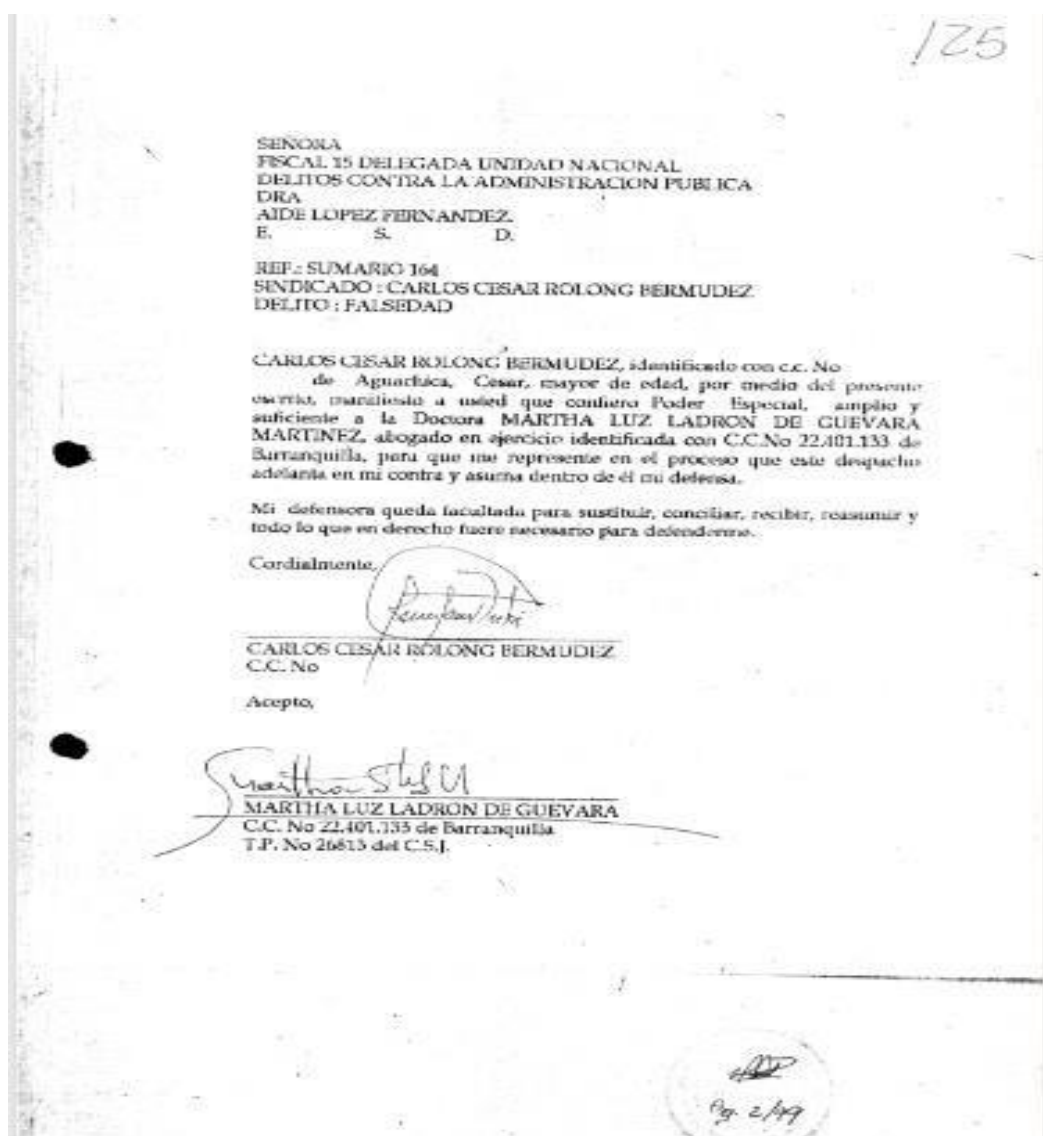 125
SEÑORA
FISCAL 15 DELEGADA UNIDAD NACIONAL
DELITOS CONTRA LA ADMINISTRACION PUBLICA
DRA
AIDE LOPEZ FERNANDEZ.
E. S. D.
REF.: SUMARIO 164
SINDICADO : CARLOS CESAR ROLONG BERMUDEZ
DELITO : FALSEDAD
CARLOS CESAR ROLONG BERMUDEZ, identificado con c.c. No
de Aguachica, Cesar, mayor de edad, por medio del presente
escrito, manifiesto a usted que confiero Poder Especial, amplio y
suficiente a la Doctora MARTHA LUZ LADRON DE GUEVARA
MARTINEZ, abogado en ejercicio identificada con C.C.No 22.401.133 de
Barranquilla, para que me represente en el proceso que este despacho
adelanta en mi contra y asuma dentro de él mi defensa.
Mi defensora queda facultada para sustituir, conciliar, recibir, reasumir y
todo lo que en derecho fuere necesario para defenderme.
Cordialmente,
CARLOS CESAR ROLONG BERMUDEZ
C.C. No
Acepto,
Martha
MARTHA LUZ LADRON DE GUEVARA
C.C. No 22.401.133 de Barranquilla
T.P. No 26813 del C.S.J.
Pg. 2/49